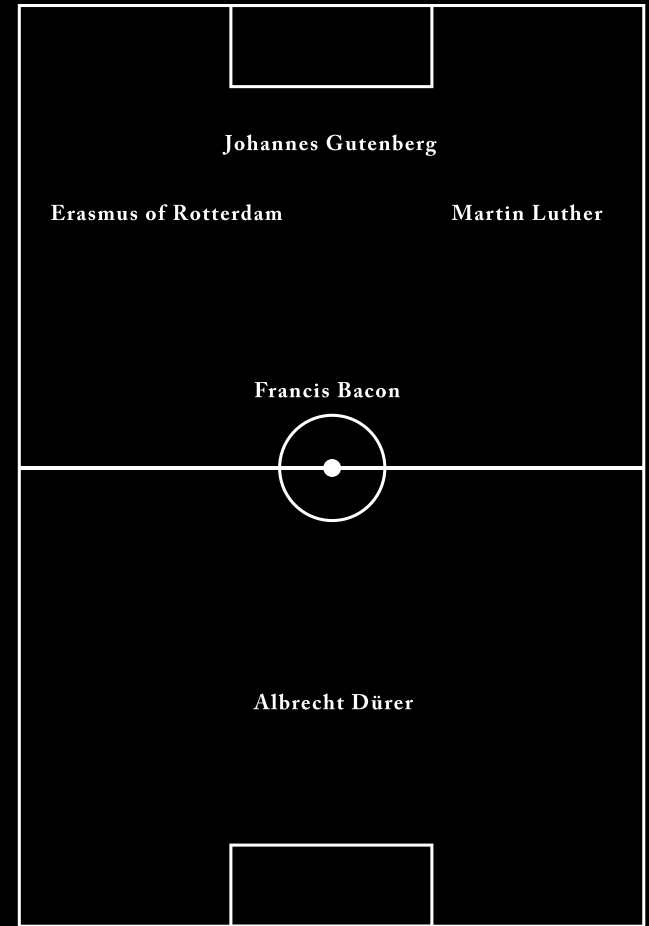 Johannes Gutenberg
Erasmus of Rotterdam
Martin Luther
Francis Bacon
Albrecht Dürer